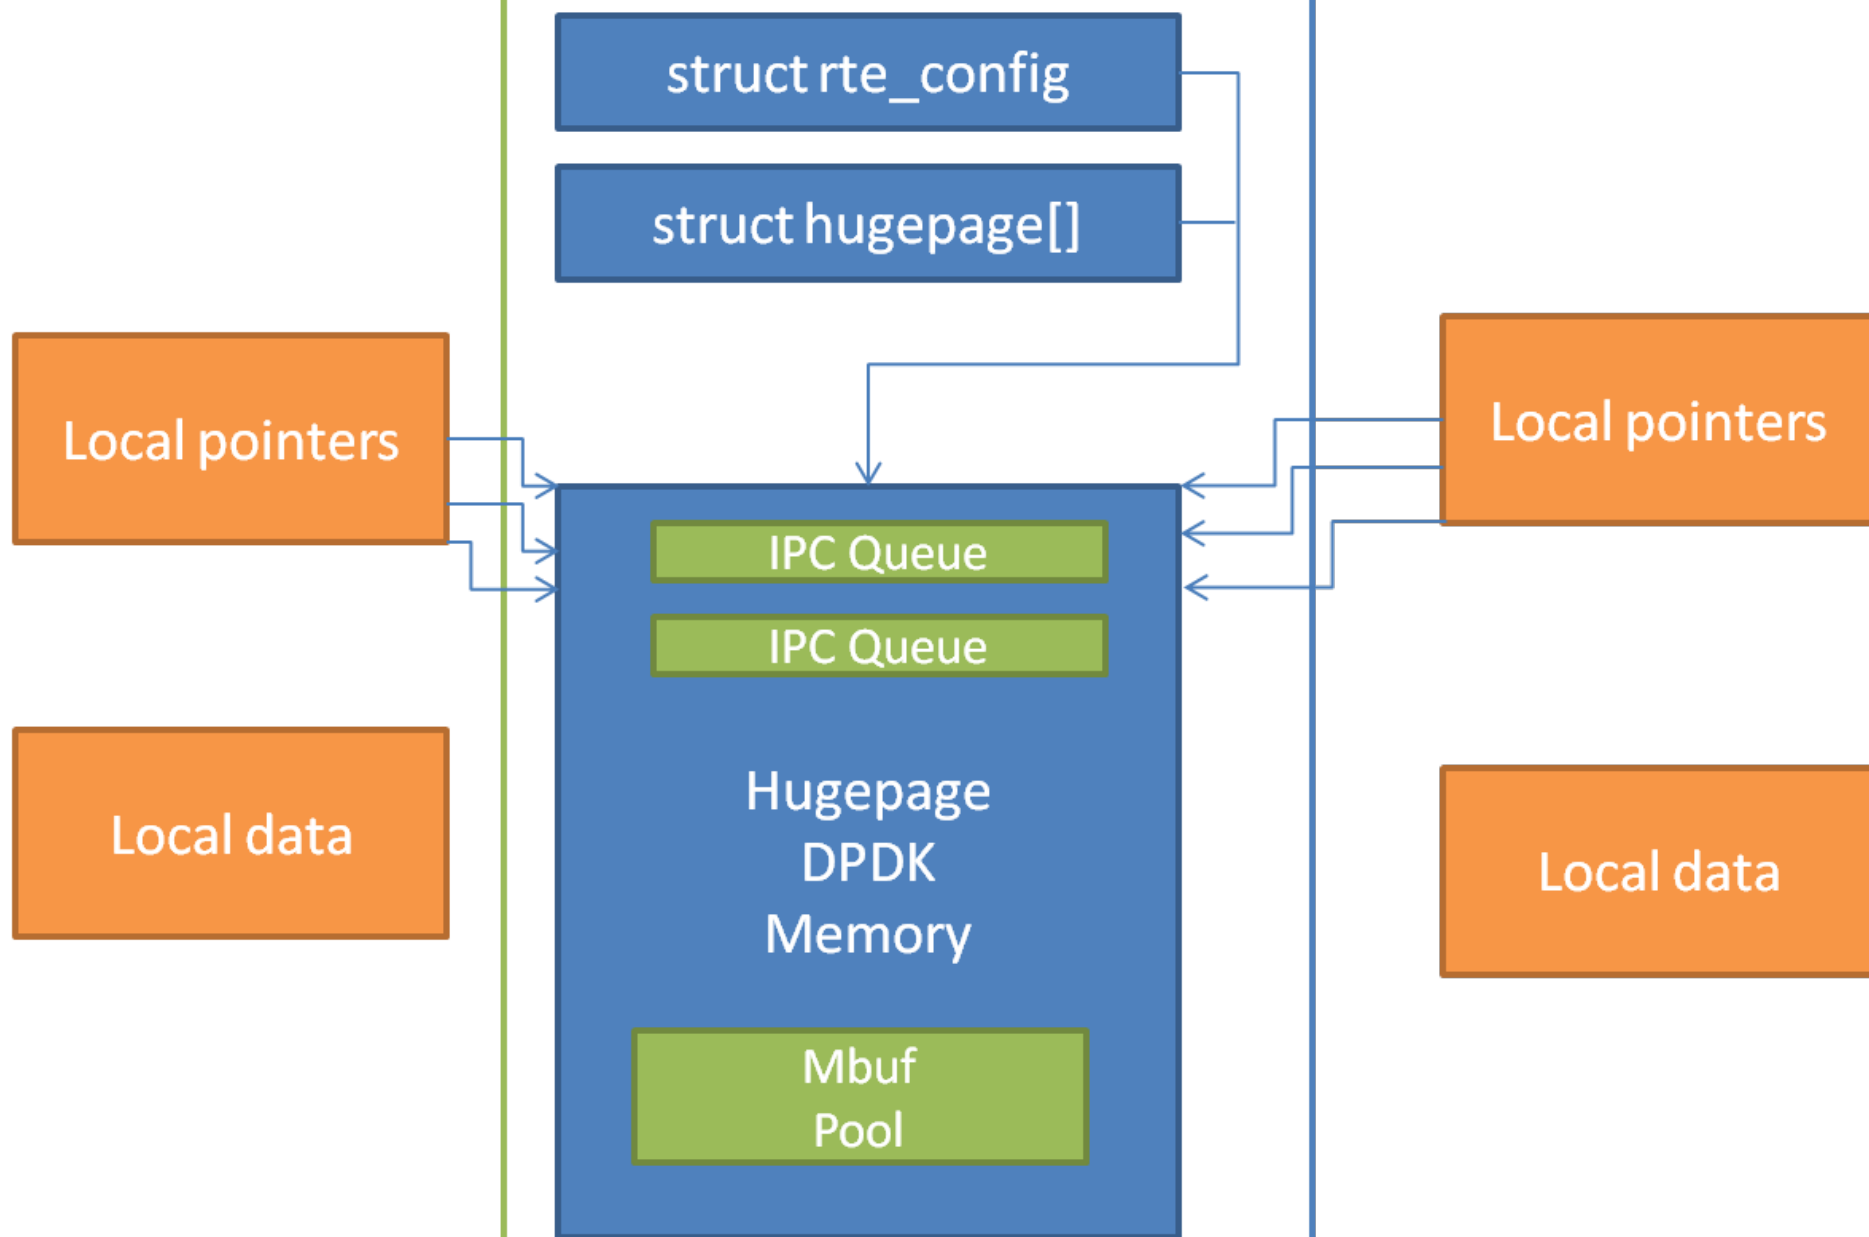 struct rte_config
struct hugepage[]
Local pointers
Local pointers
IPC Queue
IPC Queue
Hugepage
DPDK
Memory
Local data
Local data
Mbuf
Pool